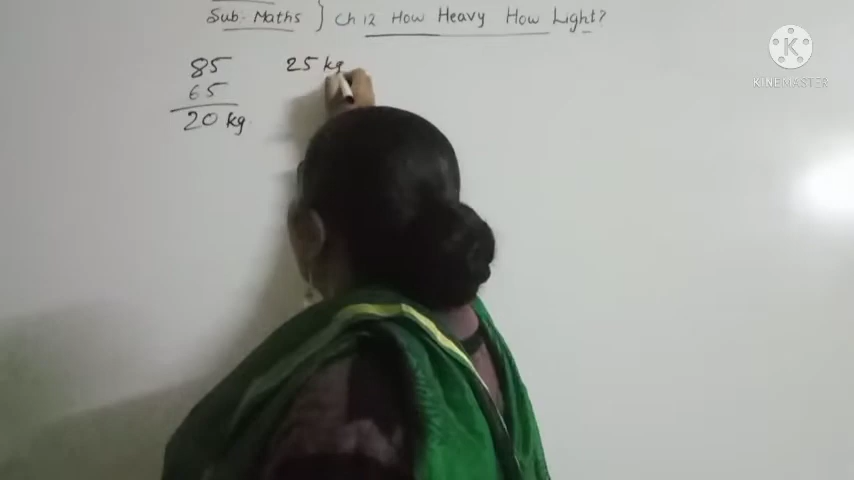 Sub- Maths } Ch 12 How Heavy How Light?
85
65
20 kg
25 kg
KINEMASTER